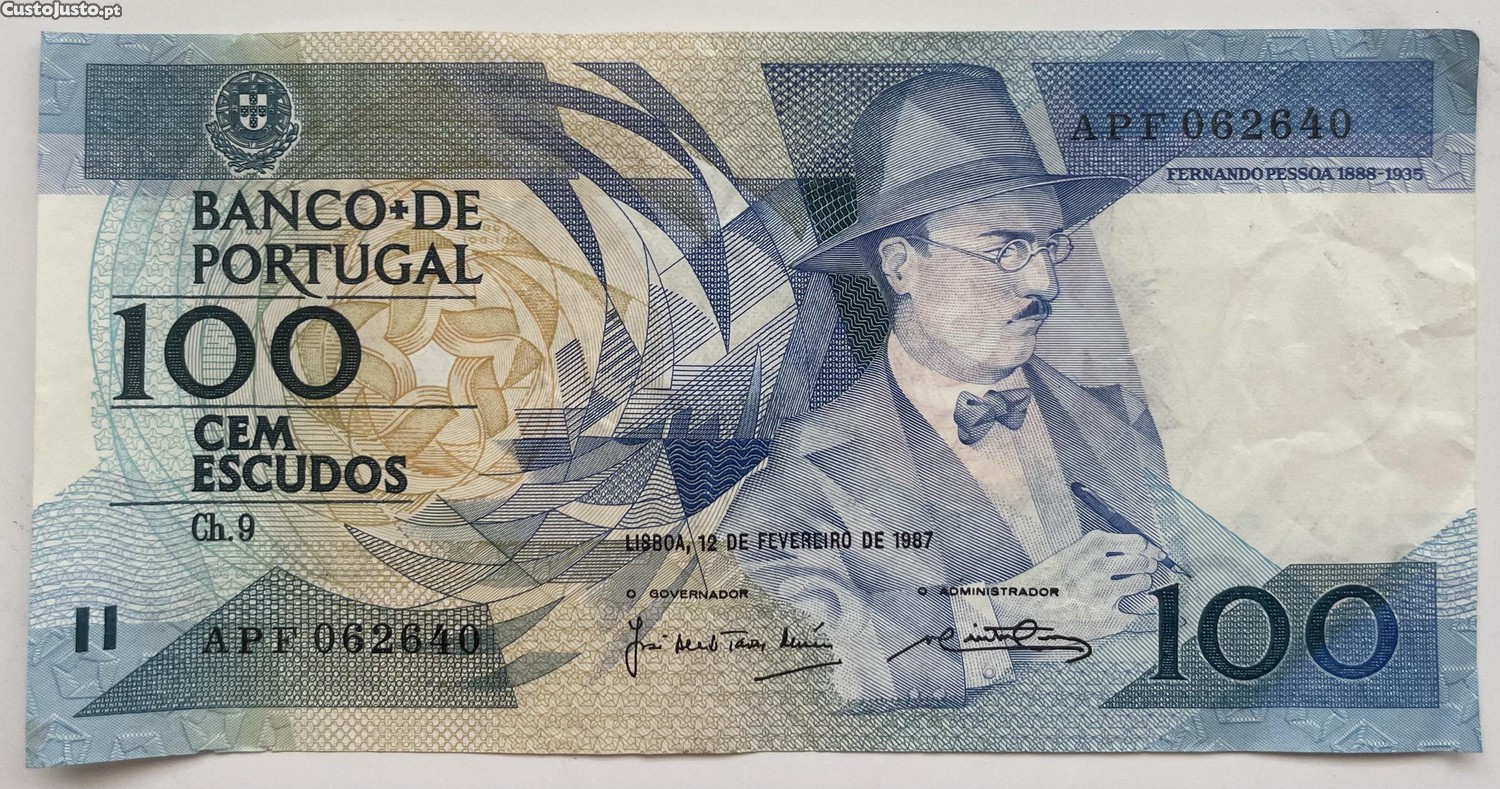 CustoJusto.pt
APF 062640
FERNANDO PESSOA 1888-1935
BANCO DE
PORTUGAL
100
CEM
ESCUDOS
Ch. 9
LISBOA, 12 DE FEVEREIRO DE 1987
O GOVERNADOR
O ADMINISTRADOR
APF 062640
100